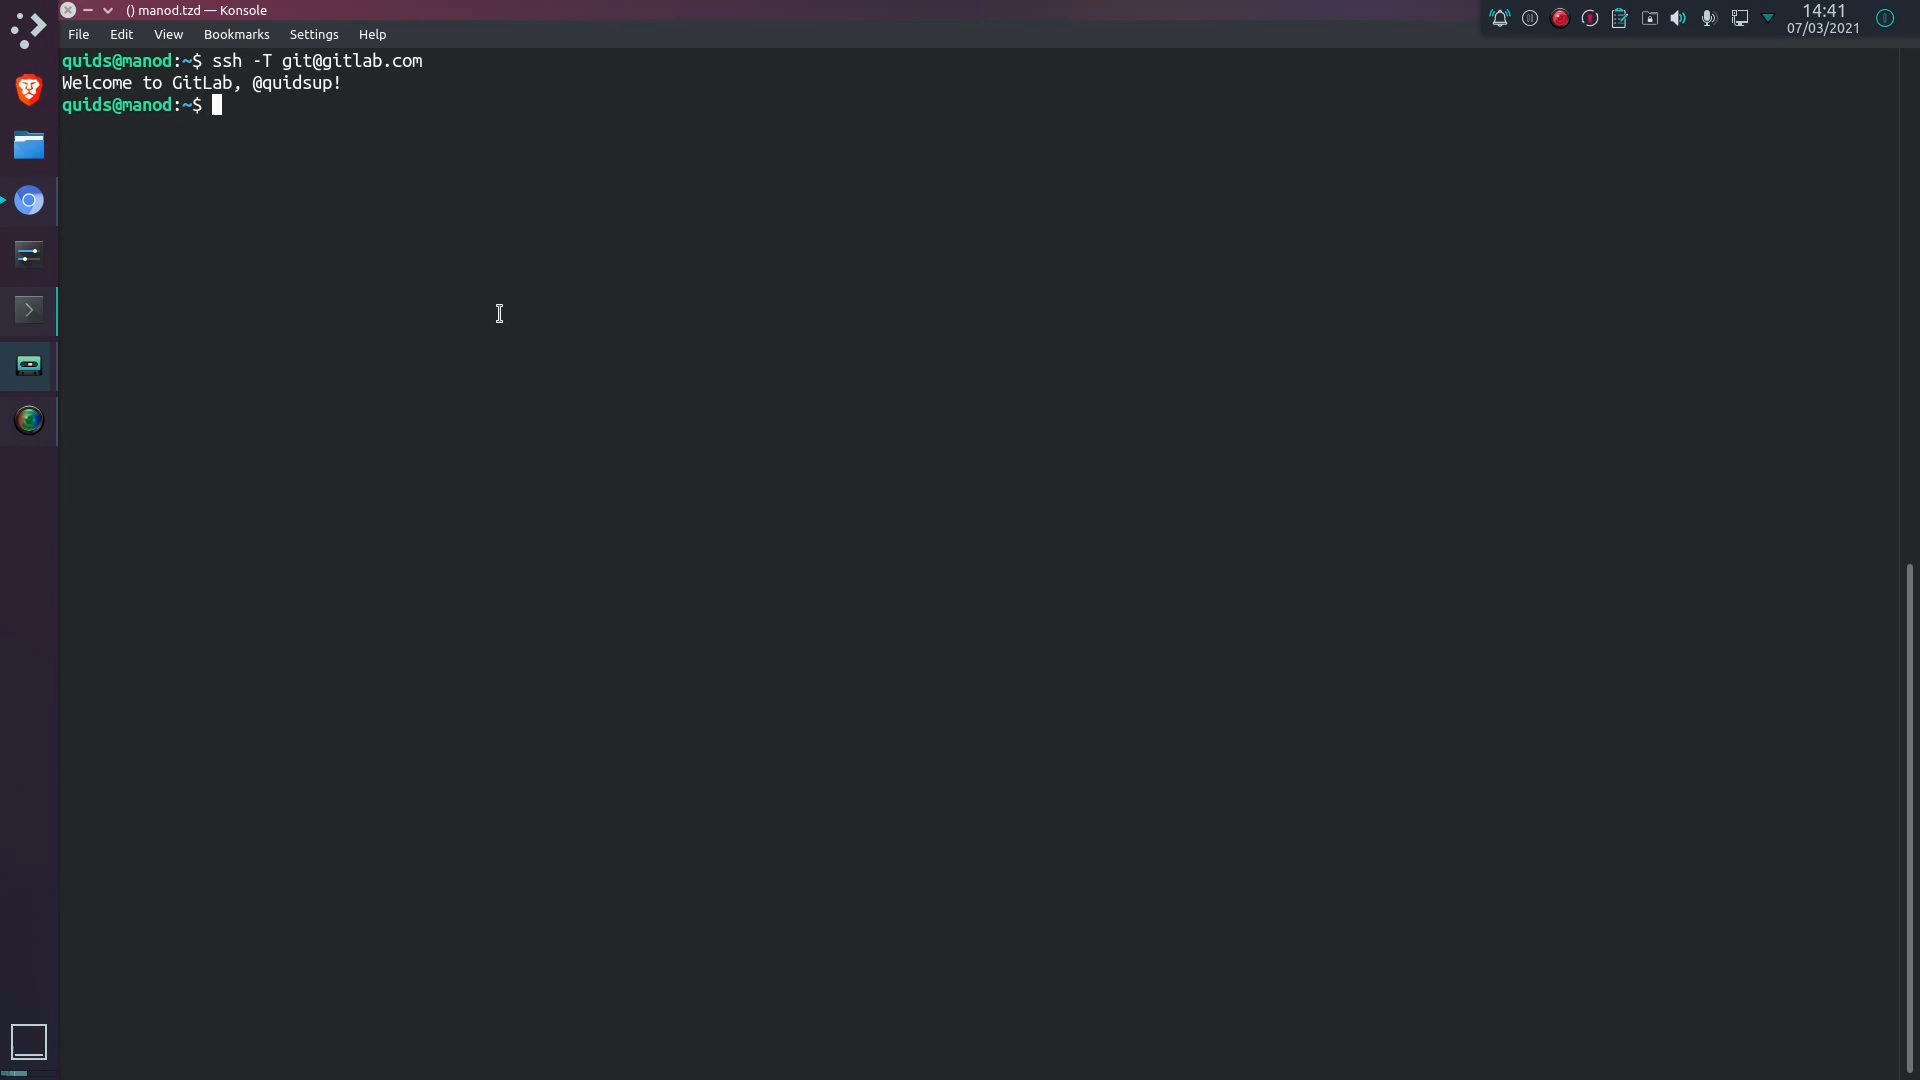 () manod.tzd — Konsole
14:41
07/03/2021
File Edit View Bookmarks Settings Help
quids@manod:~$ ssh -T git@gitlab.com
Welcome to GitLab, @quidsup!
quids@manod:~$